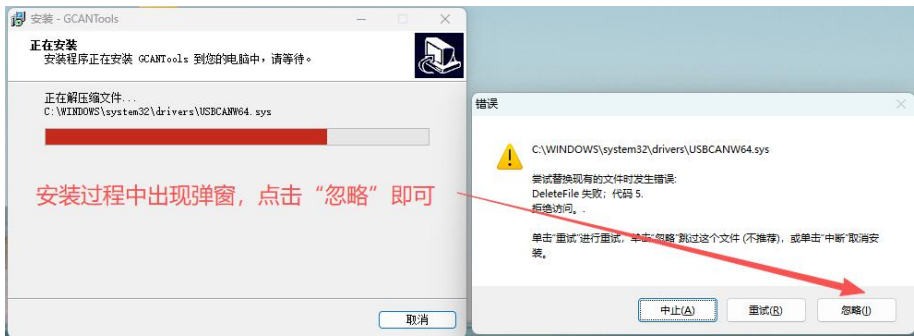 安装 - GCANTools
正在安装
安装程序正在安装 GCANTools 到您的电脑中，请等待。
正在解压缩文件...
C:\WINDOWS\system32\drivers\USBCANW64.sys
安装过程中出现弹窗，点击“忽略”即可
取消
错误
C:\WINDOWS\system32\drivers\USBCANW64.sys
尝试替换现有的文件时发生错误:
DeleteFile 失败；代码 5.
拒绝访问。.
单击“重试”进行重试，单击“忽略”跳过这个文件 (不推荐)，或单击“中断”取消安
装。
中止(A)
重试(R)
忽略(I)